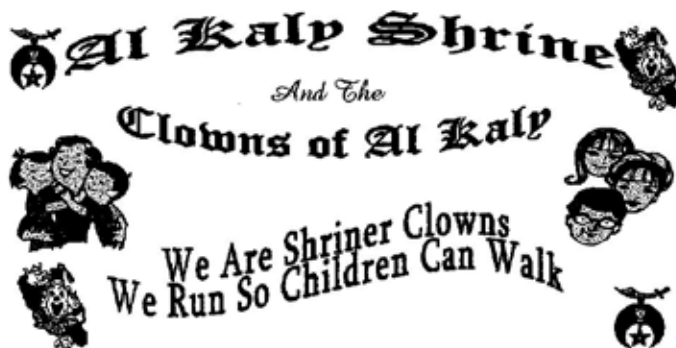 Al Kaly Shrine
And The
Clowns of Al Kaly
We Are Shriner Clowns
We Run So Children Can Walk